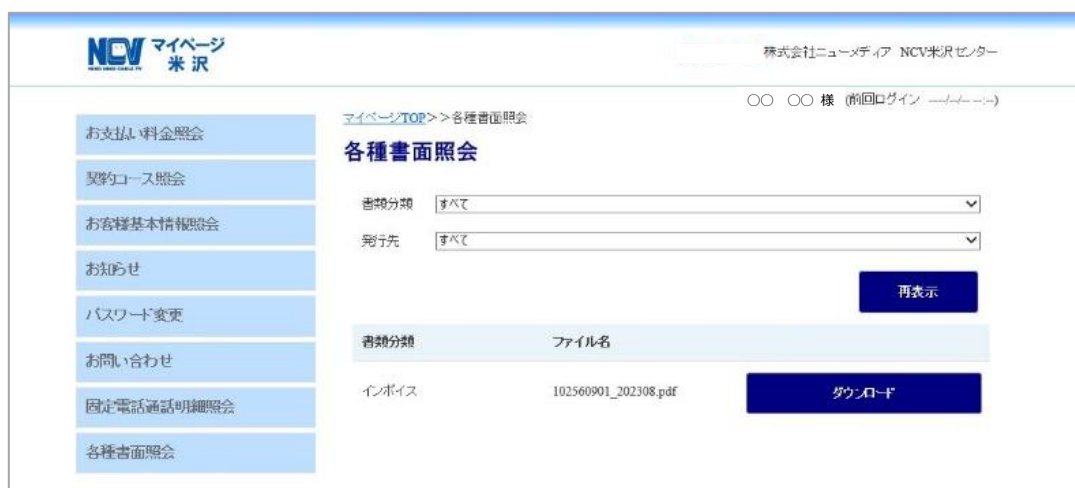 NCV マイページ
米沢
株式会社ニューメディア NCV米沢センター
○○ ○○ 様 (前回ログイン ----/--/-- --:--)
マイページTOP>>各種書面照会
各種書面照会
お支払い料金照会
契約コース照会
お客様基本情報照会
お知らせ
パスワード変更
お問い合わせ
固定電話通話明細照会
各種書面照会
書類分類 すべて
発行先 すべて
再表示
書類分類 ファイル名
インボイス 102560901_202308.pdf ダウンロード